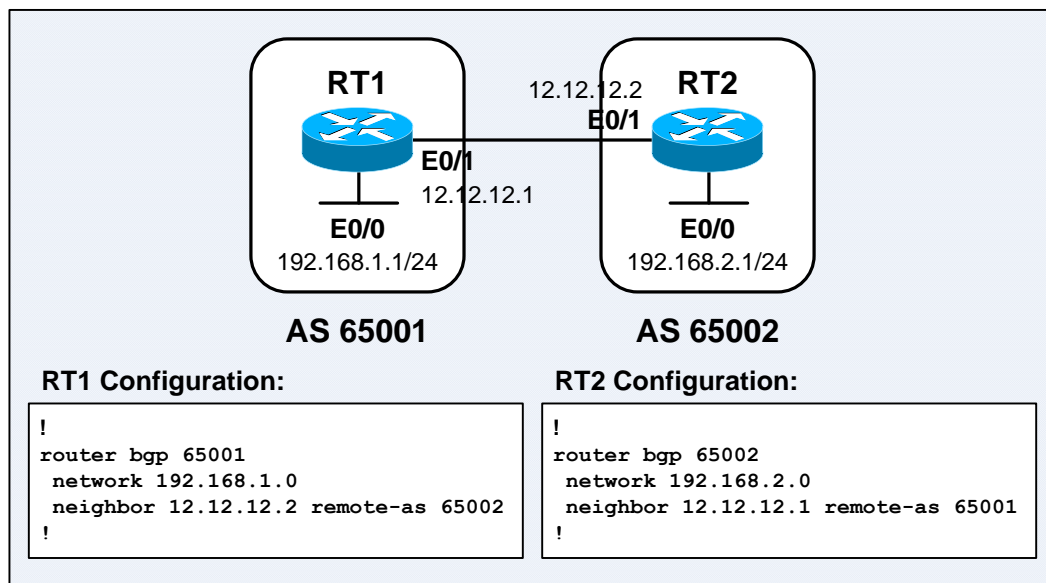 RT1
RT2
12.12.12.2
E0/1
E0/1
12.12.12.1
E0/0
192.168.1.1/24
E0/0
192.168.2.1/24
AS 65001
AS 65002
RT1 Configuration:
!
router bgp 65001
network 192.168.1.0
neighbor 12.12.12.2 remote-as 65002
!
RT2 Configuration:
!
router bgp 65002
network 192.168.2.0
neighbor 12.12.12.1 remote-as 65001
!